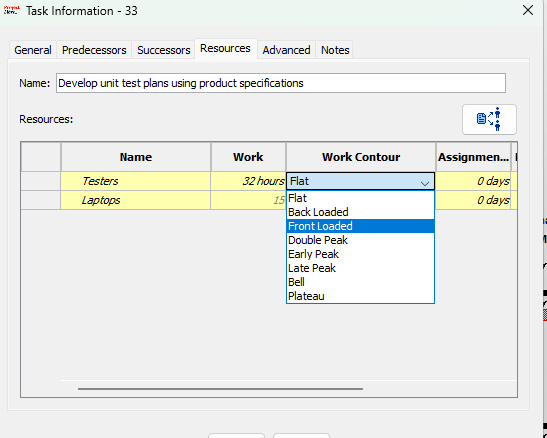 Task Information - 33
General Predecessors Successors Resources Advanced Notes
Name: Develop unit test plans using product specifications
Resources:
Name Work Work Contour Assignmen...
Testers 32 hours Flat 0 days
Laptops 15 0 days
Flat
Back Loaded
Front Loaded
Double Peak
Early Peak
Late Peak
Bell
Plateau